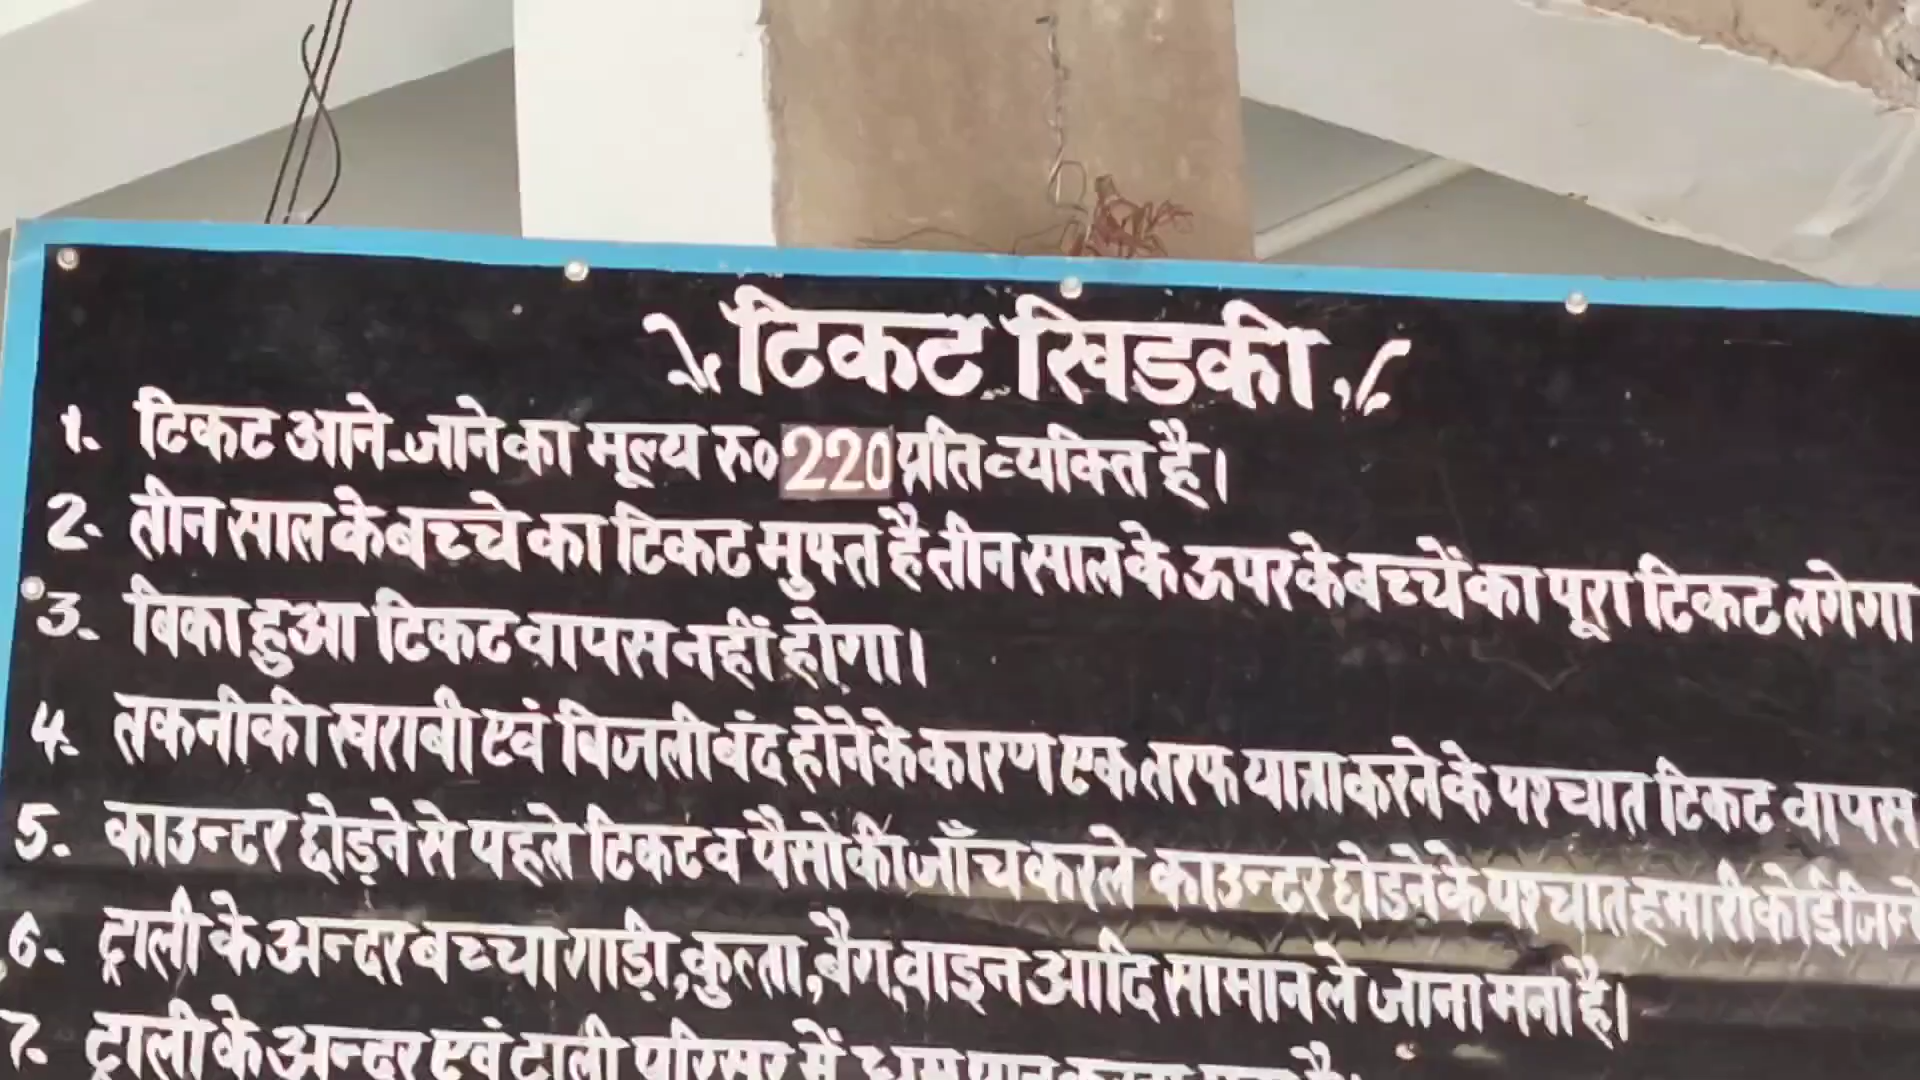 टिकट खिडकी
1. टिकट आने-जाने का मूल्य रु० 220 प्रति व्यक्ति है।
2. तीन साल के बच्चे का टिकट मुफ्त है तीन साल के ऊपर के बच्चें का पूरा टिकट लगेगा
3. बिका हुआ टिकट वापस नहीं होगा।
4. तकनीकी खराबी एवं बिजली बंद होने के कारण एक तरफ यात्रा करने के पश्चात टिकट वापस
5. काउन्टर छोड़ने से पहले टिकट व पैसो की जाँच करले काउन्टर छोडने के पश्चात हमारी कोई
6. ट्राली के अन्दर बच्चा गाड़ी, कुत्ता, बैग, वाइन आदि सामान ले जाना मना है।
7. ट्राली के अन्दर एवं ट्राली परिसर में